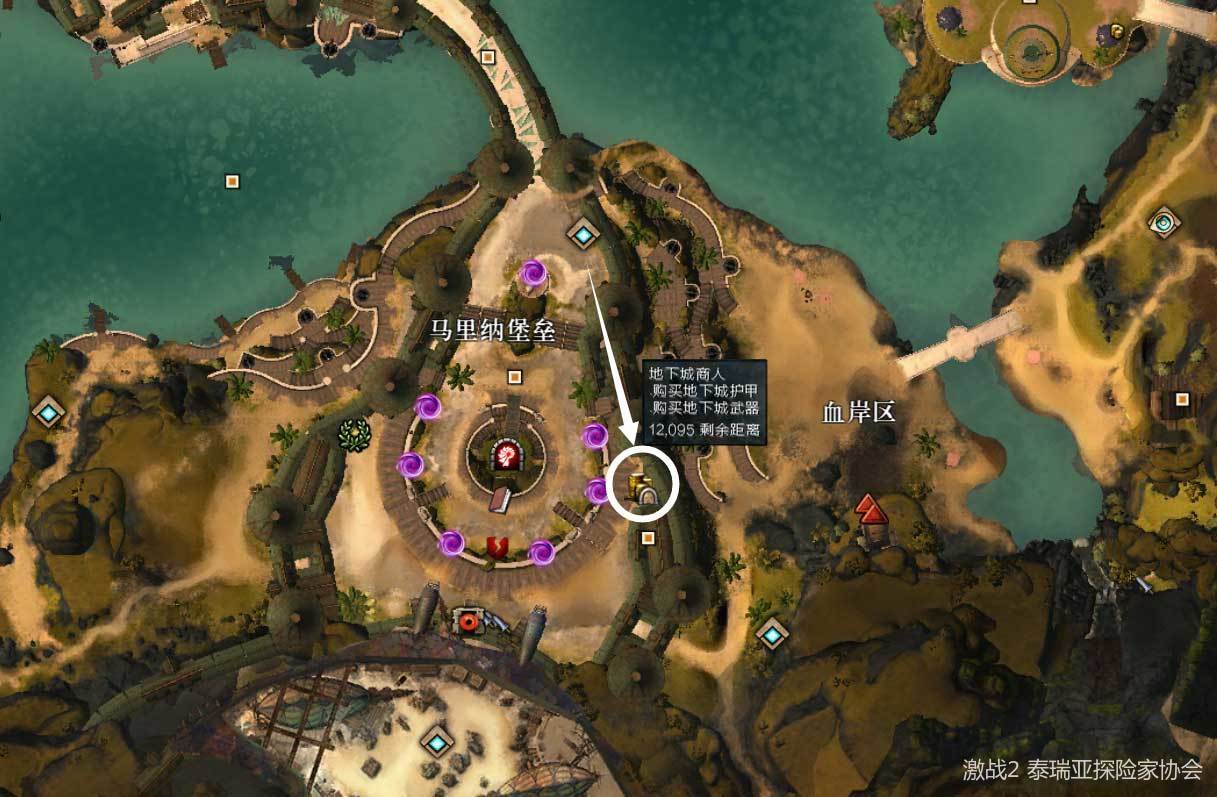 马里纳堡垒
地下城商人
.购买地下城护甲
.购买地下城武器
12,095 剩余距离
血岸区
激战2 泰瑞亚探险家协会